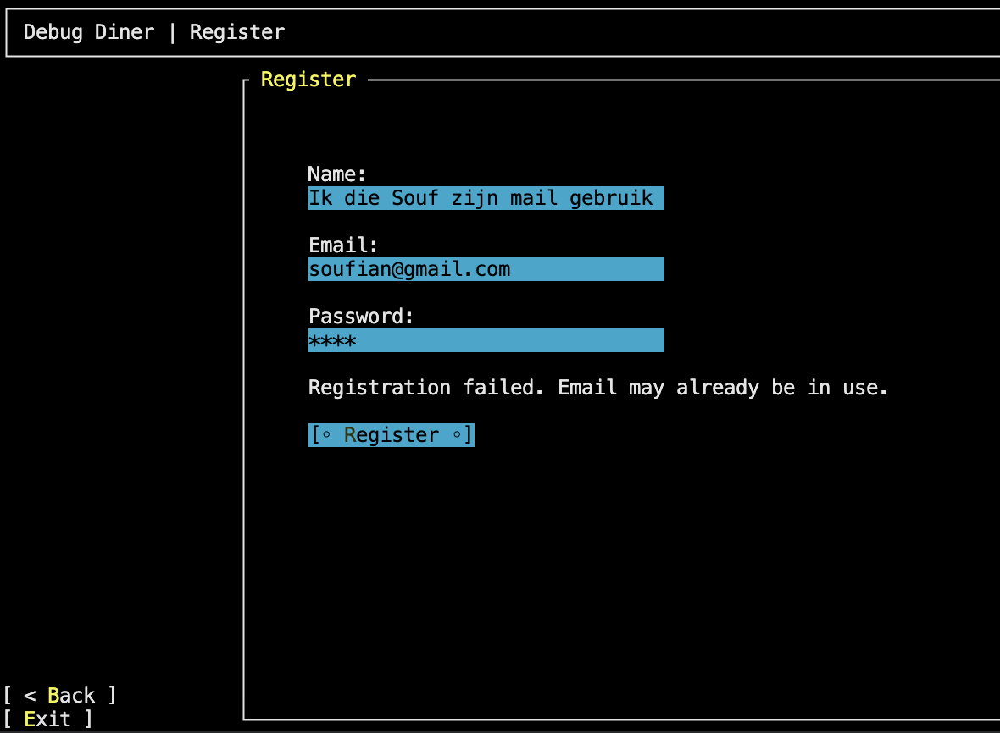 Debug Diner | Register
Register
Name:
Ik die Souf zijn mail gebruik
Email:
soufian@gmail.com
Password:
****
Registration failed. Email may already be in use.
[◦ Register ◦]
[ < Back ]
[ Exit ]